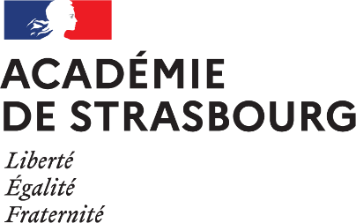 ACADÉMIE
DE STRASBOURG
Liberté
Égalité
Fraternité